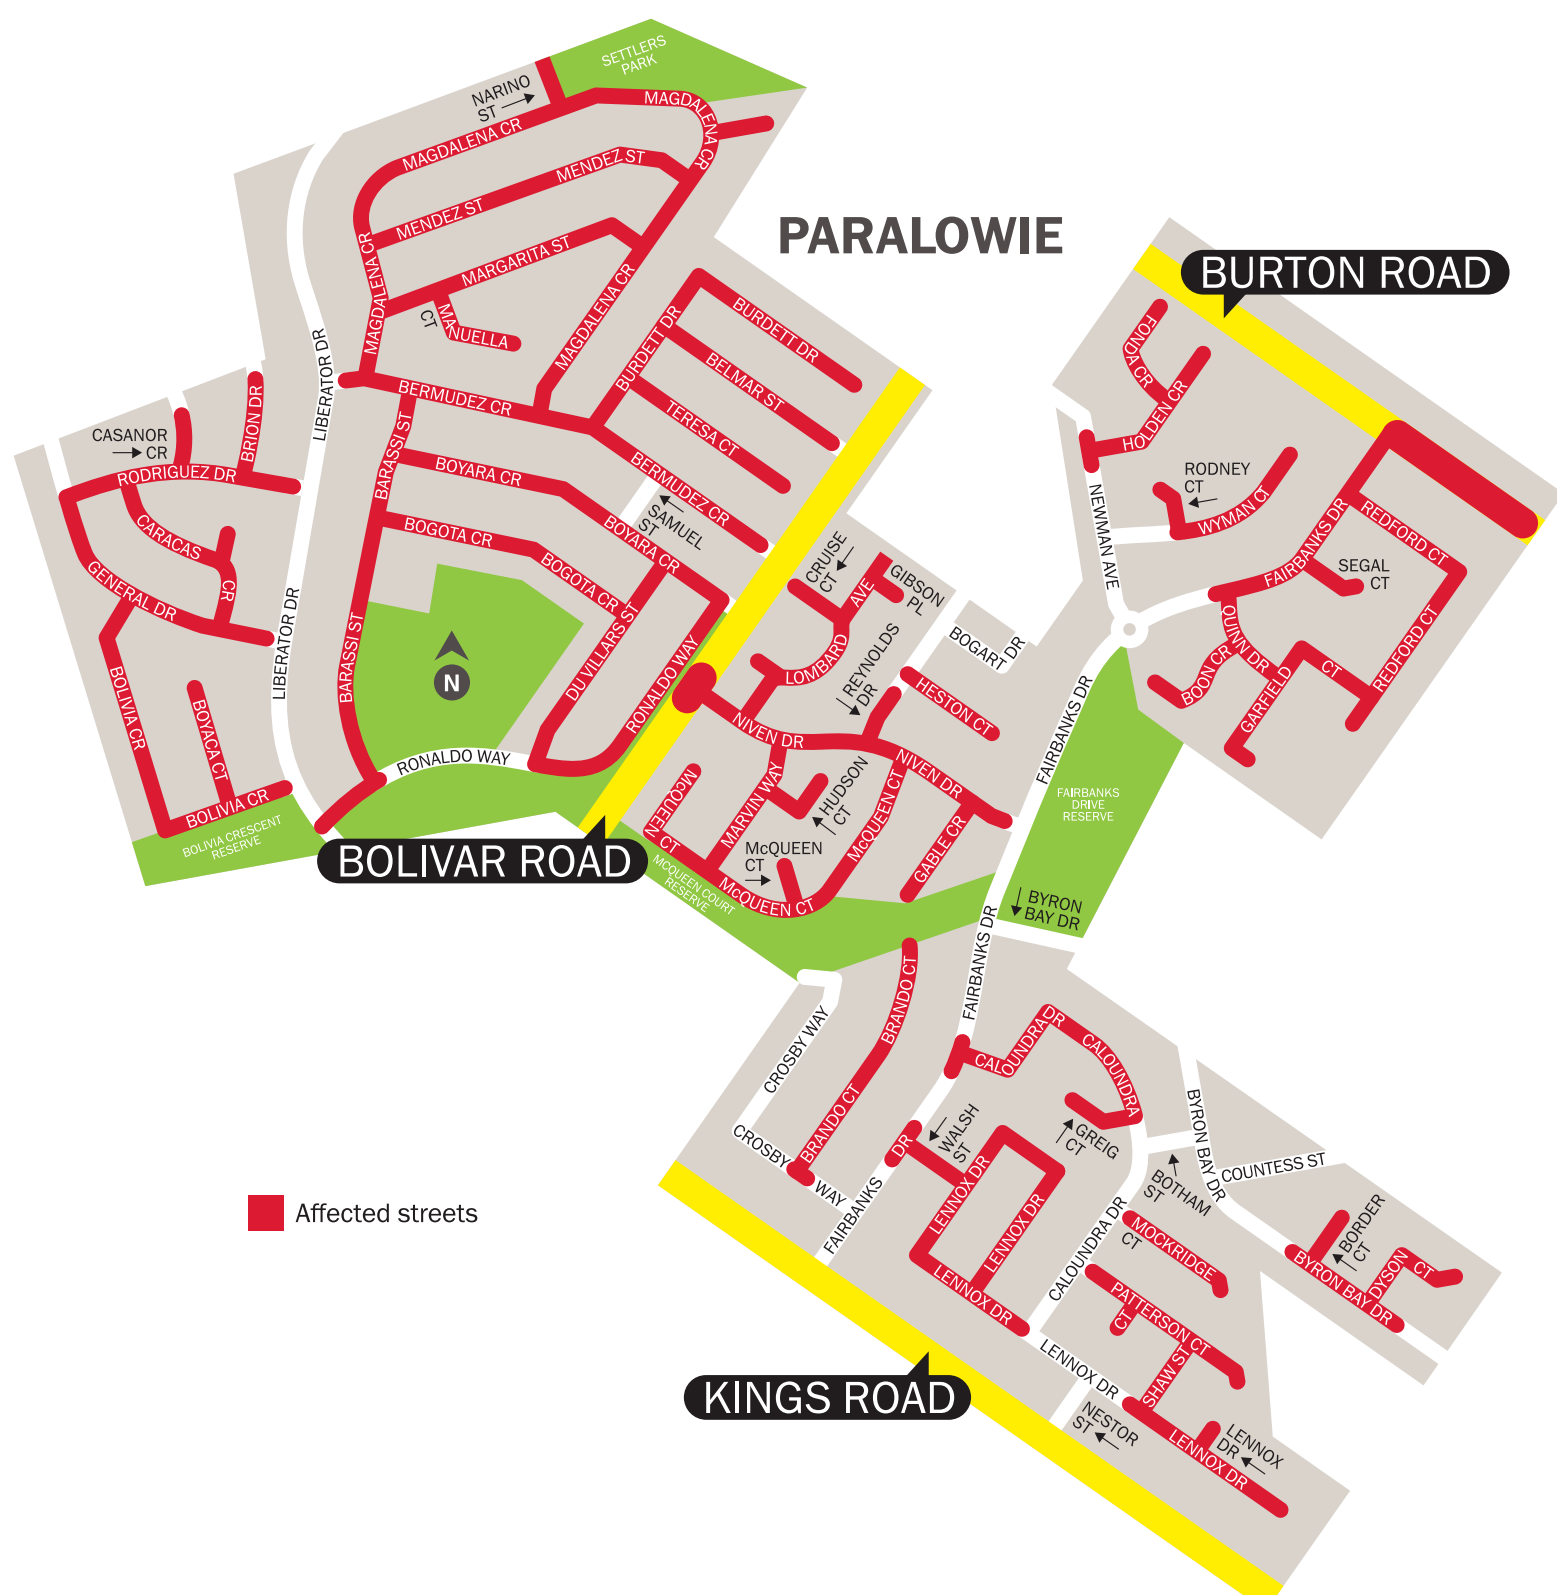 SETTLERS
PARK
NARINO
ST
MAGDALENA CR
MAGDALENA CR
MENDEZ ST
MENDEZ ST
MAGDALENA CR
MARGARITA ST
MANUELLA
CT
MAGDALENA CR
PARALOWIE
BURTON ROAD
LIBERATOR DR
BERMUDEZ CR
BURDETT DR
BURDETT DR
BELMAR ST
TERESA CT
BERMUDEZ CR
CASANOR
CR
BRION DR
RODRIGUEZ DR
CARACAS
CR
GENERAL DR
BARASSI ST
BOYARA CR
BOYARA CR
SAMUEL
ST
BOGOTA CR
BOGOTA CR
LIBERATOR DR
BARASSI ST
N
DU VILLARS ST
RONALDO WAY
RONALDO WAY
BOLIVIA CR
BOYACA CT
BOLIVIA CR
BOLIVIA CRESCENT
RESERVE
BOLIVAR ROAD
FONDA CR
HOLDEN CR
RODNEY
CT
WYMAN CT
NEWMAN AVE
FAIRBANKS DR
REDFORD CT
SEGAL
CT
REDFORD CT
QUINN DR
BOON CR
GARFIELD
CT
CRUISE
CT
GIBSON
PL
LOMBARD
AVE
REYNOLDS
DR
BOGART
DR
HESTON CT
NIVEN DR
NIVEN DR
FAIRBANKS DR
McQUEEN
CT
MARVIN WAY
HUDSON
CT
McQUEEN CT
GABLE CR
McQUEEN
CT
McQUEEN CT
MCQUEEN COURT
RESERVE
FAIRBANKS
DRIVE
RESERVE
BYRON
BAY DR
FAIRBANKS DR
BRANDO CT
CROSBY WAY
BRANDO CT
CROSBY
WAY
CALOUNDRA
DR
CALOUNDRA
GREIG
CT
WALSH
ST
DR
FAIRBANKS
LENNOX DR
LENNOX DR
LENNOX DR
BYRON BAY DR
BOTHAM
ST
COUNTESS ST
CALOUNDRA DR
MOCKRIDGE
CT
BORDER
CT
DYSON
CT
BYRON BAY DR
PATTERSON CT
CT
SHAW ST
LENNOX DR
NESTOR
ST
LENNOX
DR
LENNOX DR
Affected streets
KINGS ROAD